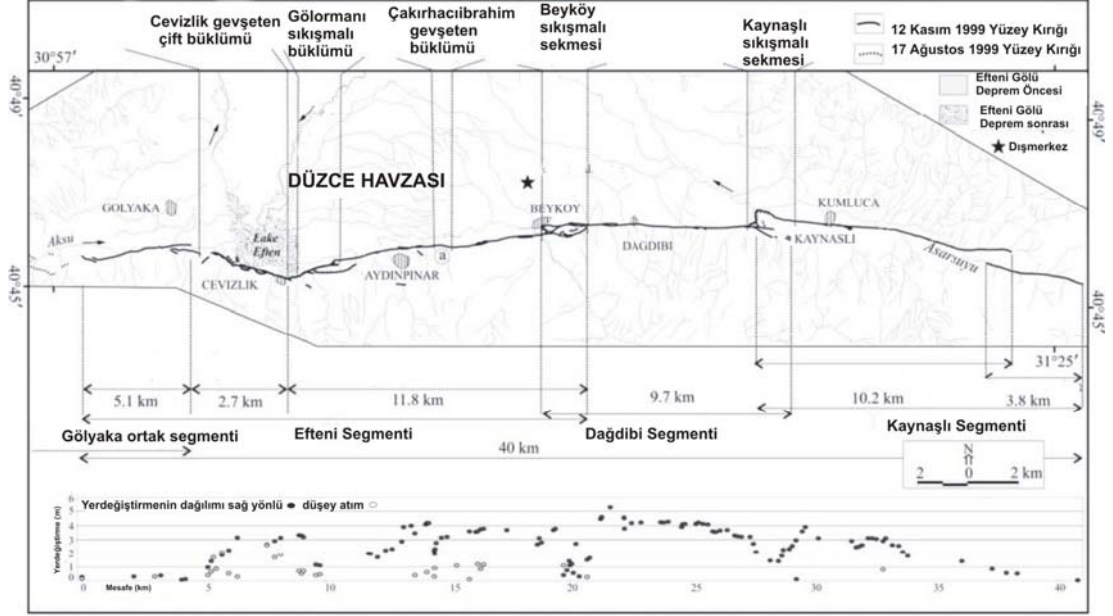 Cevizlik gevşeten
çift büklümü
Gölormanı
sıkışmalı
büklümü
Çakırhacıibrahim
gevşeten
büklümü
Beyköy
sıkışmalı
sekmesi
Kaynaşlı
sıkışmalı
sekmesi
12 Kasım 1999 Yüzey Kırığı
17 Ağustos 1999 Yüzey Kırığı
Efteni Gölü
Deprem Öncesi
Efteni Gölü
Deprem sonrası
Dışmerkez
30°57′
40°49′
40°49′
DÜZCE HAVZASI
GOLYAKA
Aksu
Lake
Eften
CEVIZLIK
AYDINPINAR
a
BEYKOY
DAGDIBI
KAYNASLI
KUMLUCA
Asarsuyu
40°45′
40°45′
31°25′
5.1 km
2.7 km
11.8 km
9.7 km
10.2 km
3.8 km
Gölyaka ortak segmenti
Efteni Segmenti
Dağdibi Segmenti
Kaynaşlı Segmenti
40 km
N
2 0 2 km
Yerdeğiştirmenin dağılımı sağ yönlü ● düşey atım ○
Yerdeğiştirme (m)
6
5
4
3
2
1
0
Mesafe (km)
0 5 10 15 20 25 30 35 40